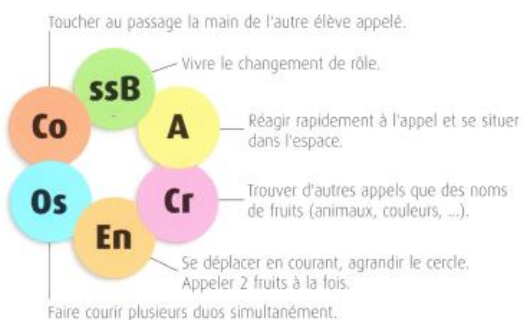 Toucher au passage la main de l'autre élève appelé.
ssB
Vivre le changement de rôle.
Co
A
Réagir rapidement à l'appel et se situer
dans l'espace.
Os
Cr
Trouver d'autres appels que des noms
de fruits (animaux, couleurs, ...).
En
Se déplacer en courant, agrandir le cercle.
Appeler 2 fruits à la fois.
Faire courir plusieurs duos simultanément.